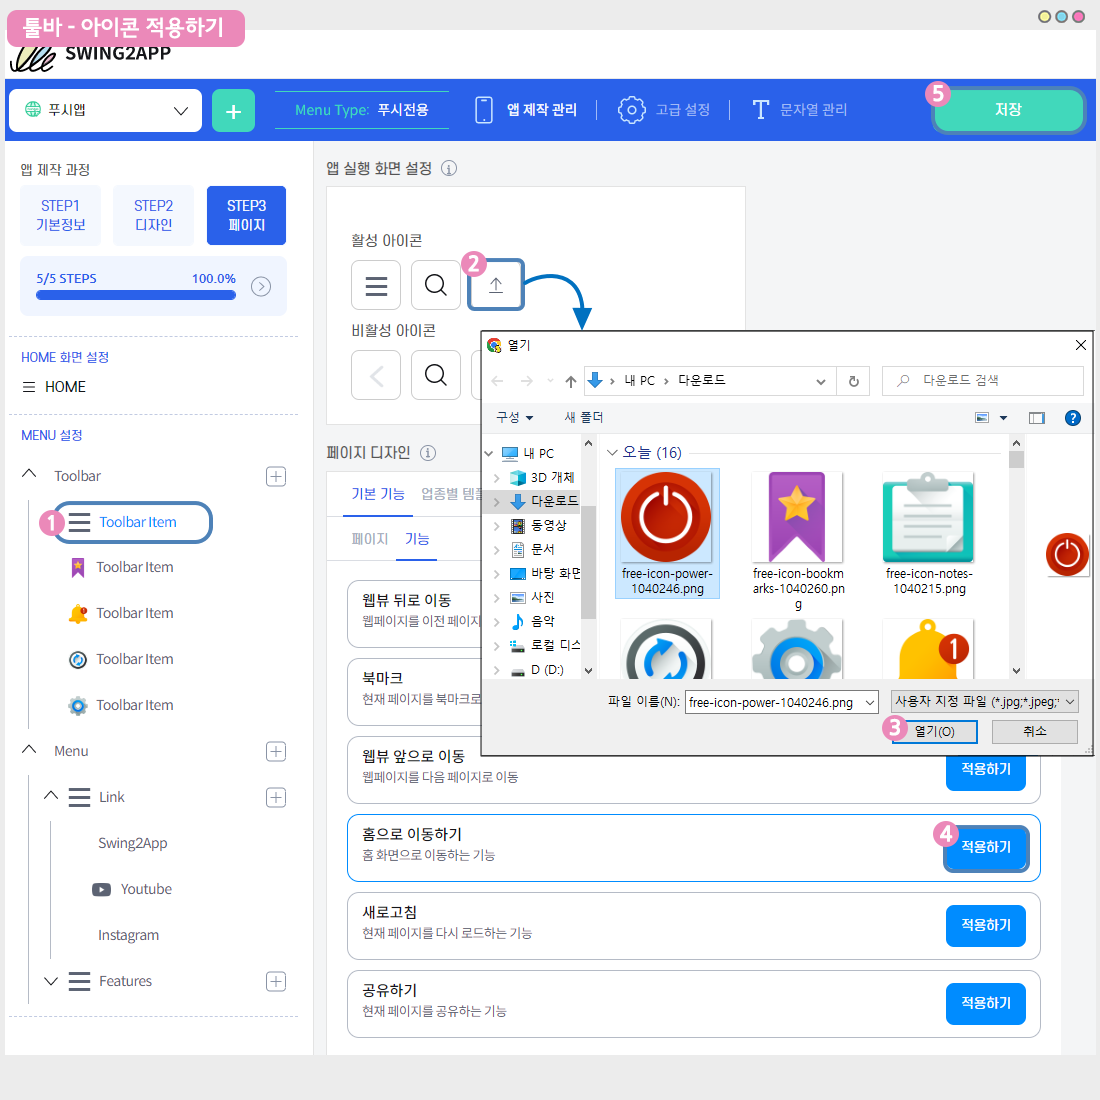 툴바 - 아이콘 적용하기
SWING2APP
푸시앱
+
Menu Type: 푸시전용
앱 제작 관리
고급 설정
문자열 관리
5
저장
앱 제작 과정
STEP1
기본정보
STEP2
디자인
STEP3
페이지
5/5 STEPS
100.0%
HOME 화면 설정
HOME
MENU 설정
Toolbar
1
Toolbar Item
Toolbar Item
Toolbar Item
Toolbar Item
Toolbar Item
Menu
Link
Swing2App
Youtube
Instagram
Features
앱 실행 화면 설정
활성 아이콘
2
비활성 아이콘
페이지 디자인
기본 기능
업종별 템플
페이지
기능
웹뷰 뒤로 이동
웹페이지를 이전 페이지
북마크
현재 페이지를 북마크로
웹뷰 앞으로 이동
웹페이지를 다음 페이지로 이동
적용하기
홈으로 이동하기
홈 화면으로 이동하는 기능
4
적용하기
새로고침
현재 페이지를 다시 로드하는 기능
적용하기
공유하기
현재 페이지를 공유하는 기능
적용하기
열기
내 PC
다운로드
다운로드 검색
구성
새 폴더
?
내 PC
3D 개체
다운로드
동영상
문서
바탕 화면
사진
음악
로컬 디스
D (D:)
오늘 (16)
free-icon-power-
1040246.png
free-icon-bookm
arks-1040260.pn
g
free-icon-notes-
1040215.png
1
파일 이름(N):
free-icon-power-1040246.png
사용자 지정 파일 (*.jpg;*.jpeg;*
3
열기(O)
취소